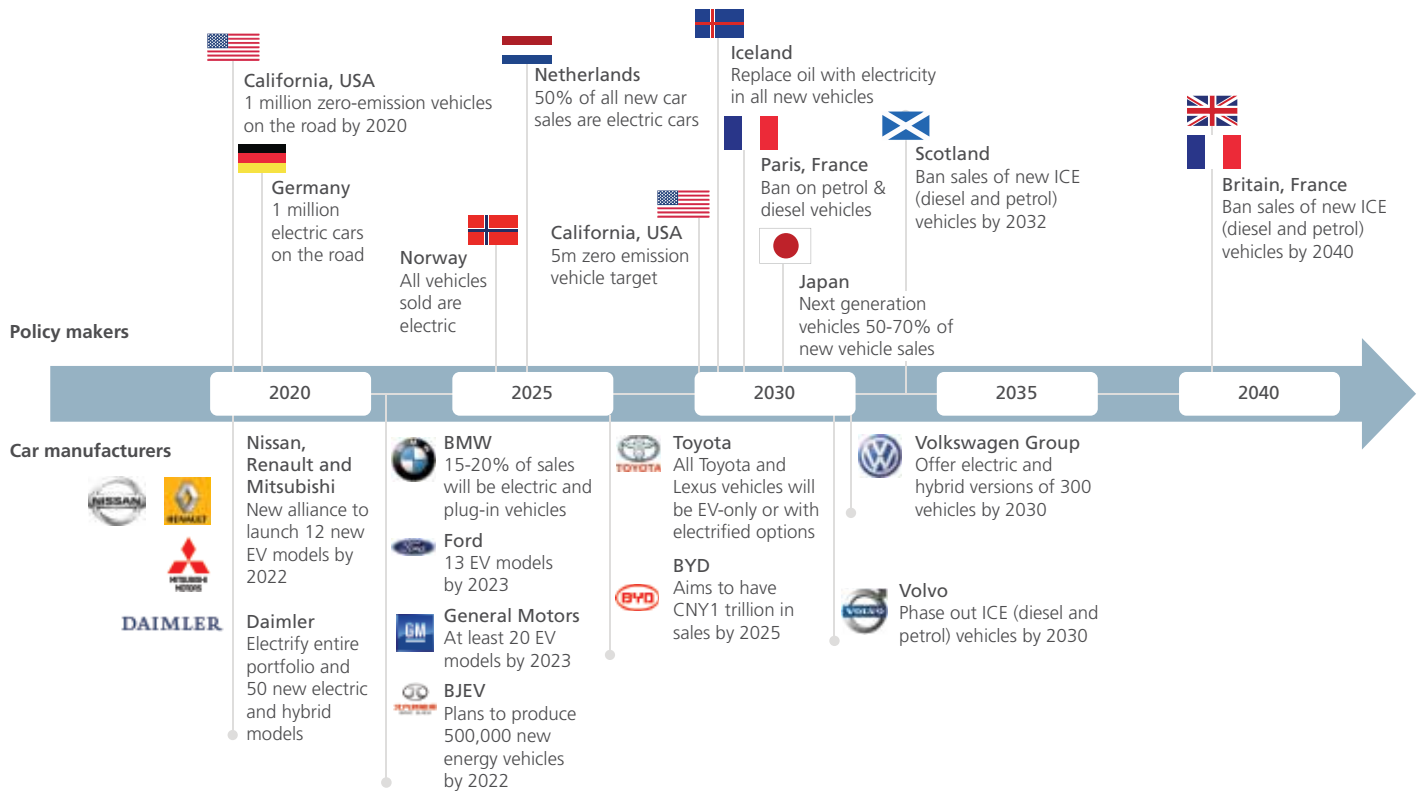 California, USA
1 million zero-emission vehicles
on the road by 2020
Germany
1 million
electric cars
on the road
Norway
All vehicles
sold are
electric
Netherlands
50% of all new car
sales are electric cars
California, USA
5m zero emission
vehicle target
Iceland
Replace oil with electricity
in all new vehicles
Paris, France
Ban on petrol &
diesel vehicles
Japan
Next generation
vehicles 50-70% of
new vehicle sales
Scotland
Ban sales of new ICE
(diesel and petrol)
vehicles by 2032
Britain, France
Ban sales of new ICE
(diesel and petrol)
vehicles by 2040
Policy makers
2020
2025
2030
2035
2040
Car manufacturers
NISSAN
RENAULT
MITSUBISHI
MOTORS
DAIMLER
Nissan,
Renault and
Mitsubishi
New alliance to
launch 12 new
EV models by
2022
Daimler
Electrify entire
portfolio and
50 new electric
and hybrid
models
BMW
BMW
15-20% of sales
will be electric and
plug-in vehicles
Ford
Ford
13 EV models
by 2023
GM
General Motors
At least 20 EV
models by 2023
BJEV
Plans to produce
500,000 new
energy vehicles
by 2022
TOYOTA
Toyota
All Toyota and
Lexus vehicles will
be EV-only or with
electrified options
BYD
BYD
Aims to have
CNY1 trillion in
sales by 2025
Volkswagen Group
Offer electric and
hybrid versions of 300
vehicles by 2030
VOLVO
Volvo
Phase out ICE (diesel and
petrol) vehicles by 2030